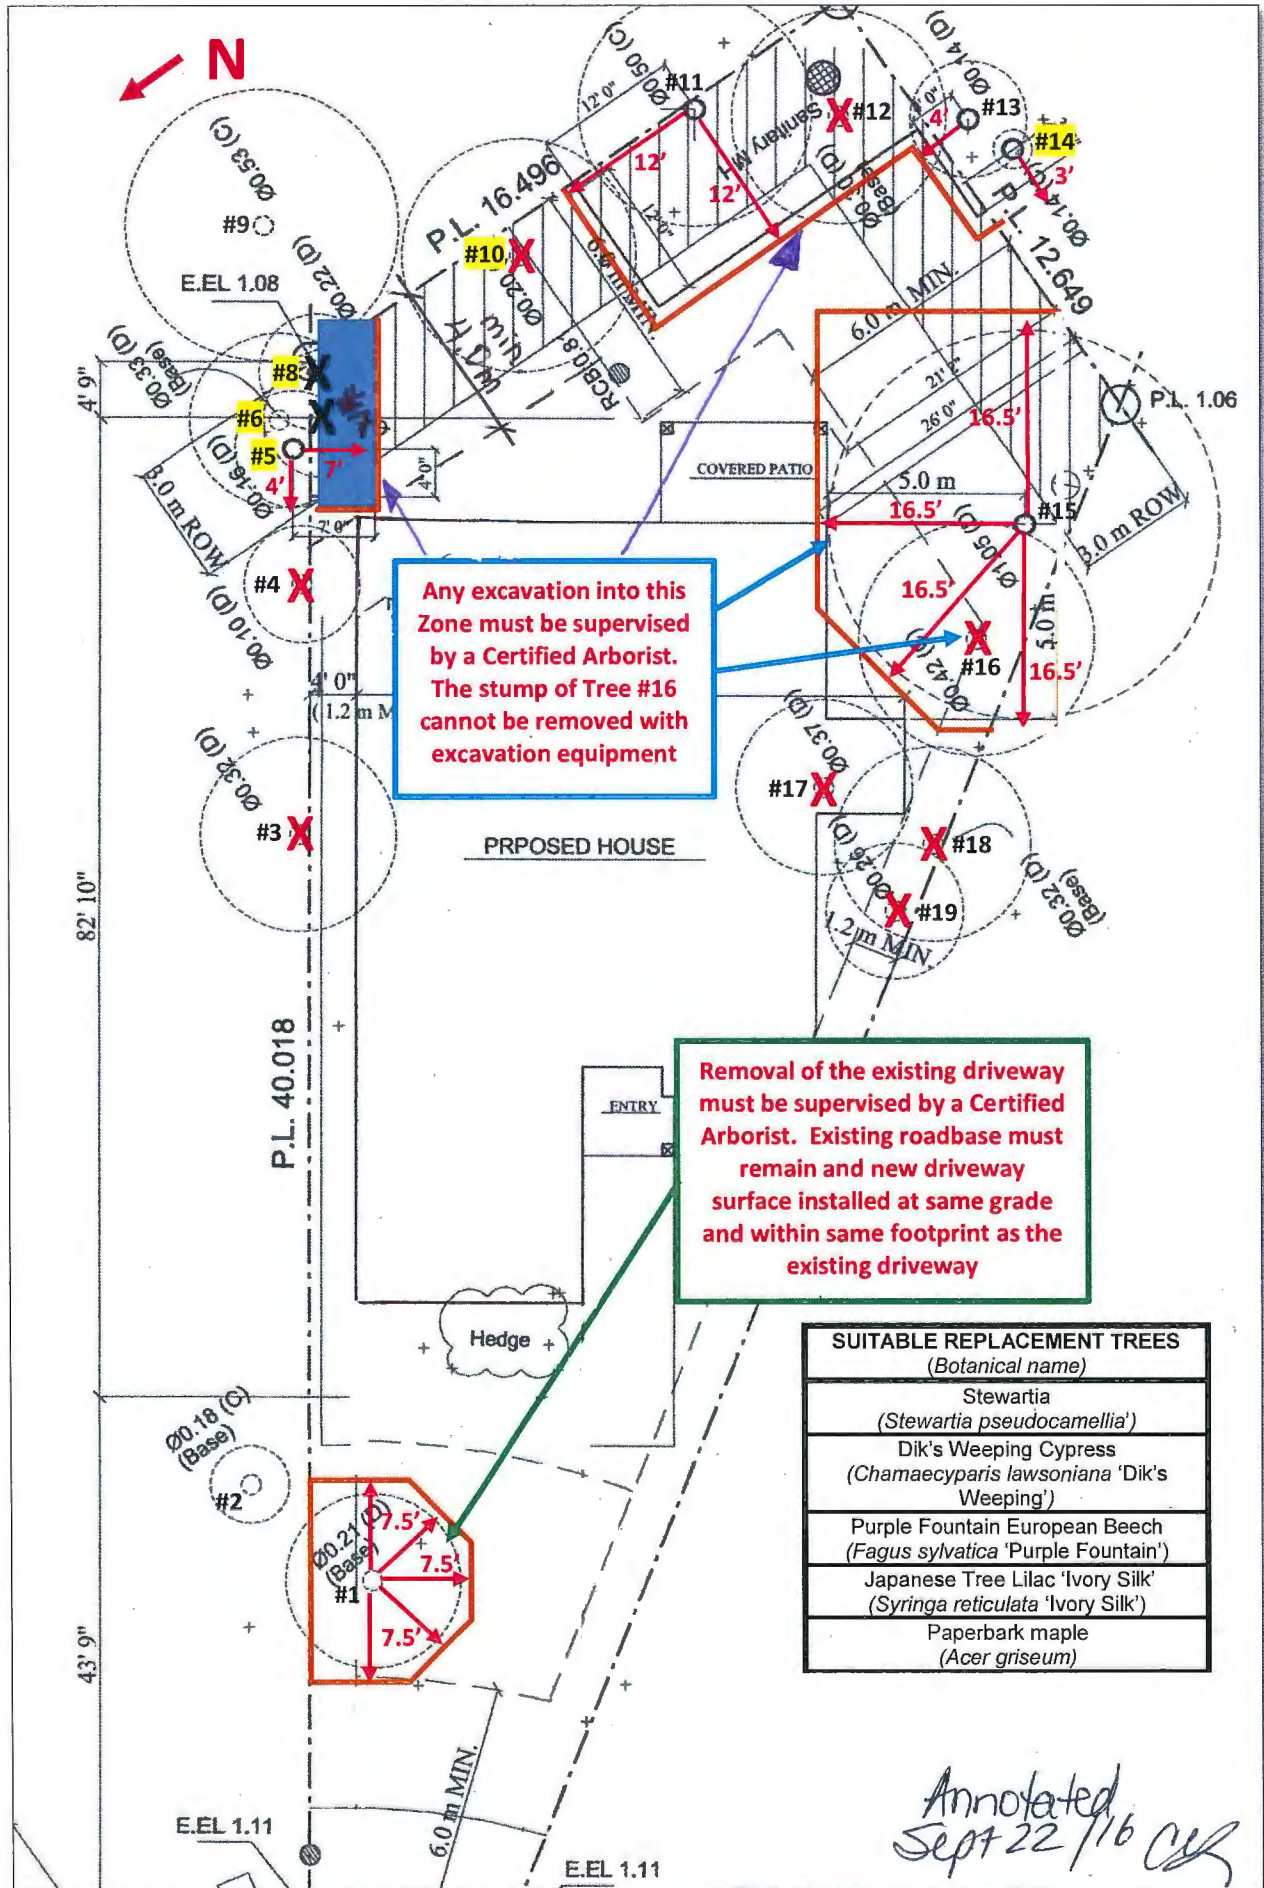 N
Ø0.50 (C)
12' 0"
#11
#12
Ø0.14 (D)
#13
4'
#14
3'
Ø0.14
Ø0.53 (C)
#9
P.L. 16.496
12'
12'
Sanitary M
(Base)
P.L. 12.649
#10
Ø0.20
Ø0.22 (D)
E.EL 1.08
6.0 m MIN.
Ø0.33 (D)
(Base)
#8
4' 9"
#6
#5
7'
4'
4'0"
7' 0"
Ø0.16 (D)
3.0 m ROW
21'
26' 0"
16.5'
P.L. 1.06
COVERED PATIO
5.0 m
16.5'
#15
Ø1.05 (D)
3.0 m ROW
#4
Ø0.10 (D)
Any excavation into this
Zone must be supervised
by a Certified Arborist.
The stump of Tree #16
cannot be removed with
excavation equipment
16.5'
Ø0.42
#16
5.0 m
16.5'
4' 0"
( 1.2 m M
Ø0.32 (D)
#3
Ø0.37 (D)
#17
PRPOSED HOUSE
#18
Ø0.26 (D)
Ø0.32 (D)
(Base)
#19
1.2 m MIN.
82' 10"
P.L. 40.018
ENTRY
Removal of the existing driveway
must be supervised by a Certified
Arborist. Existing roadbase must
remain and new driveway
surface installed at same grade
and within same footprint as the
existing driveway
Hedge
SUITABLE REPLACEMENT TREES
(Botanical name)
Stewartia
(Stewartia pseudocamellia')
Dik's Weeping Cypress
(Chamaecyparis lawsoniana 'Dik's
Weeping')
Purple Fountain European Beech
(Fagus sylvatica 'Purple Fountain')
Japanese Tree Lilac 'Ivory Silk'
(Syringa reticulata 'Ivory Silk')
Paperbark maple
(Acer griseum)
Ø0.18 (C)
(Base)
#2
Ø0.21 (D)
(Base)
7.5'
7.5'
#1
7.5'
43' 9"
6.0 m MIN.
E.EL 1.11
E.EL 1.11
Annotated
Sept 22/16